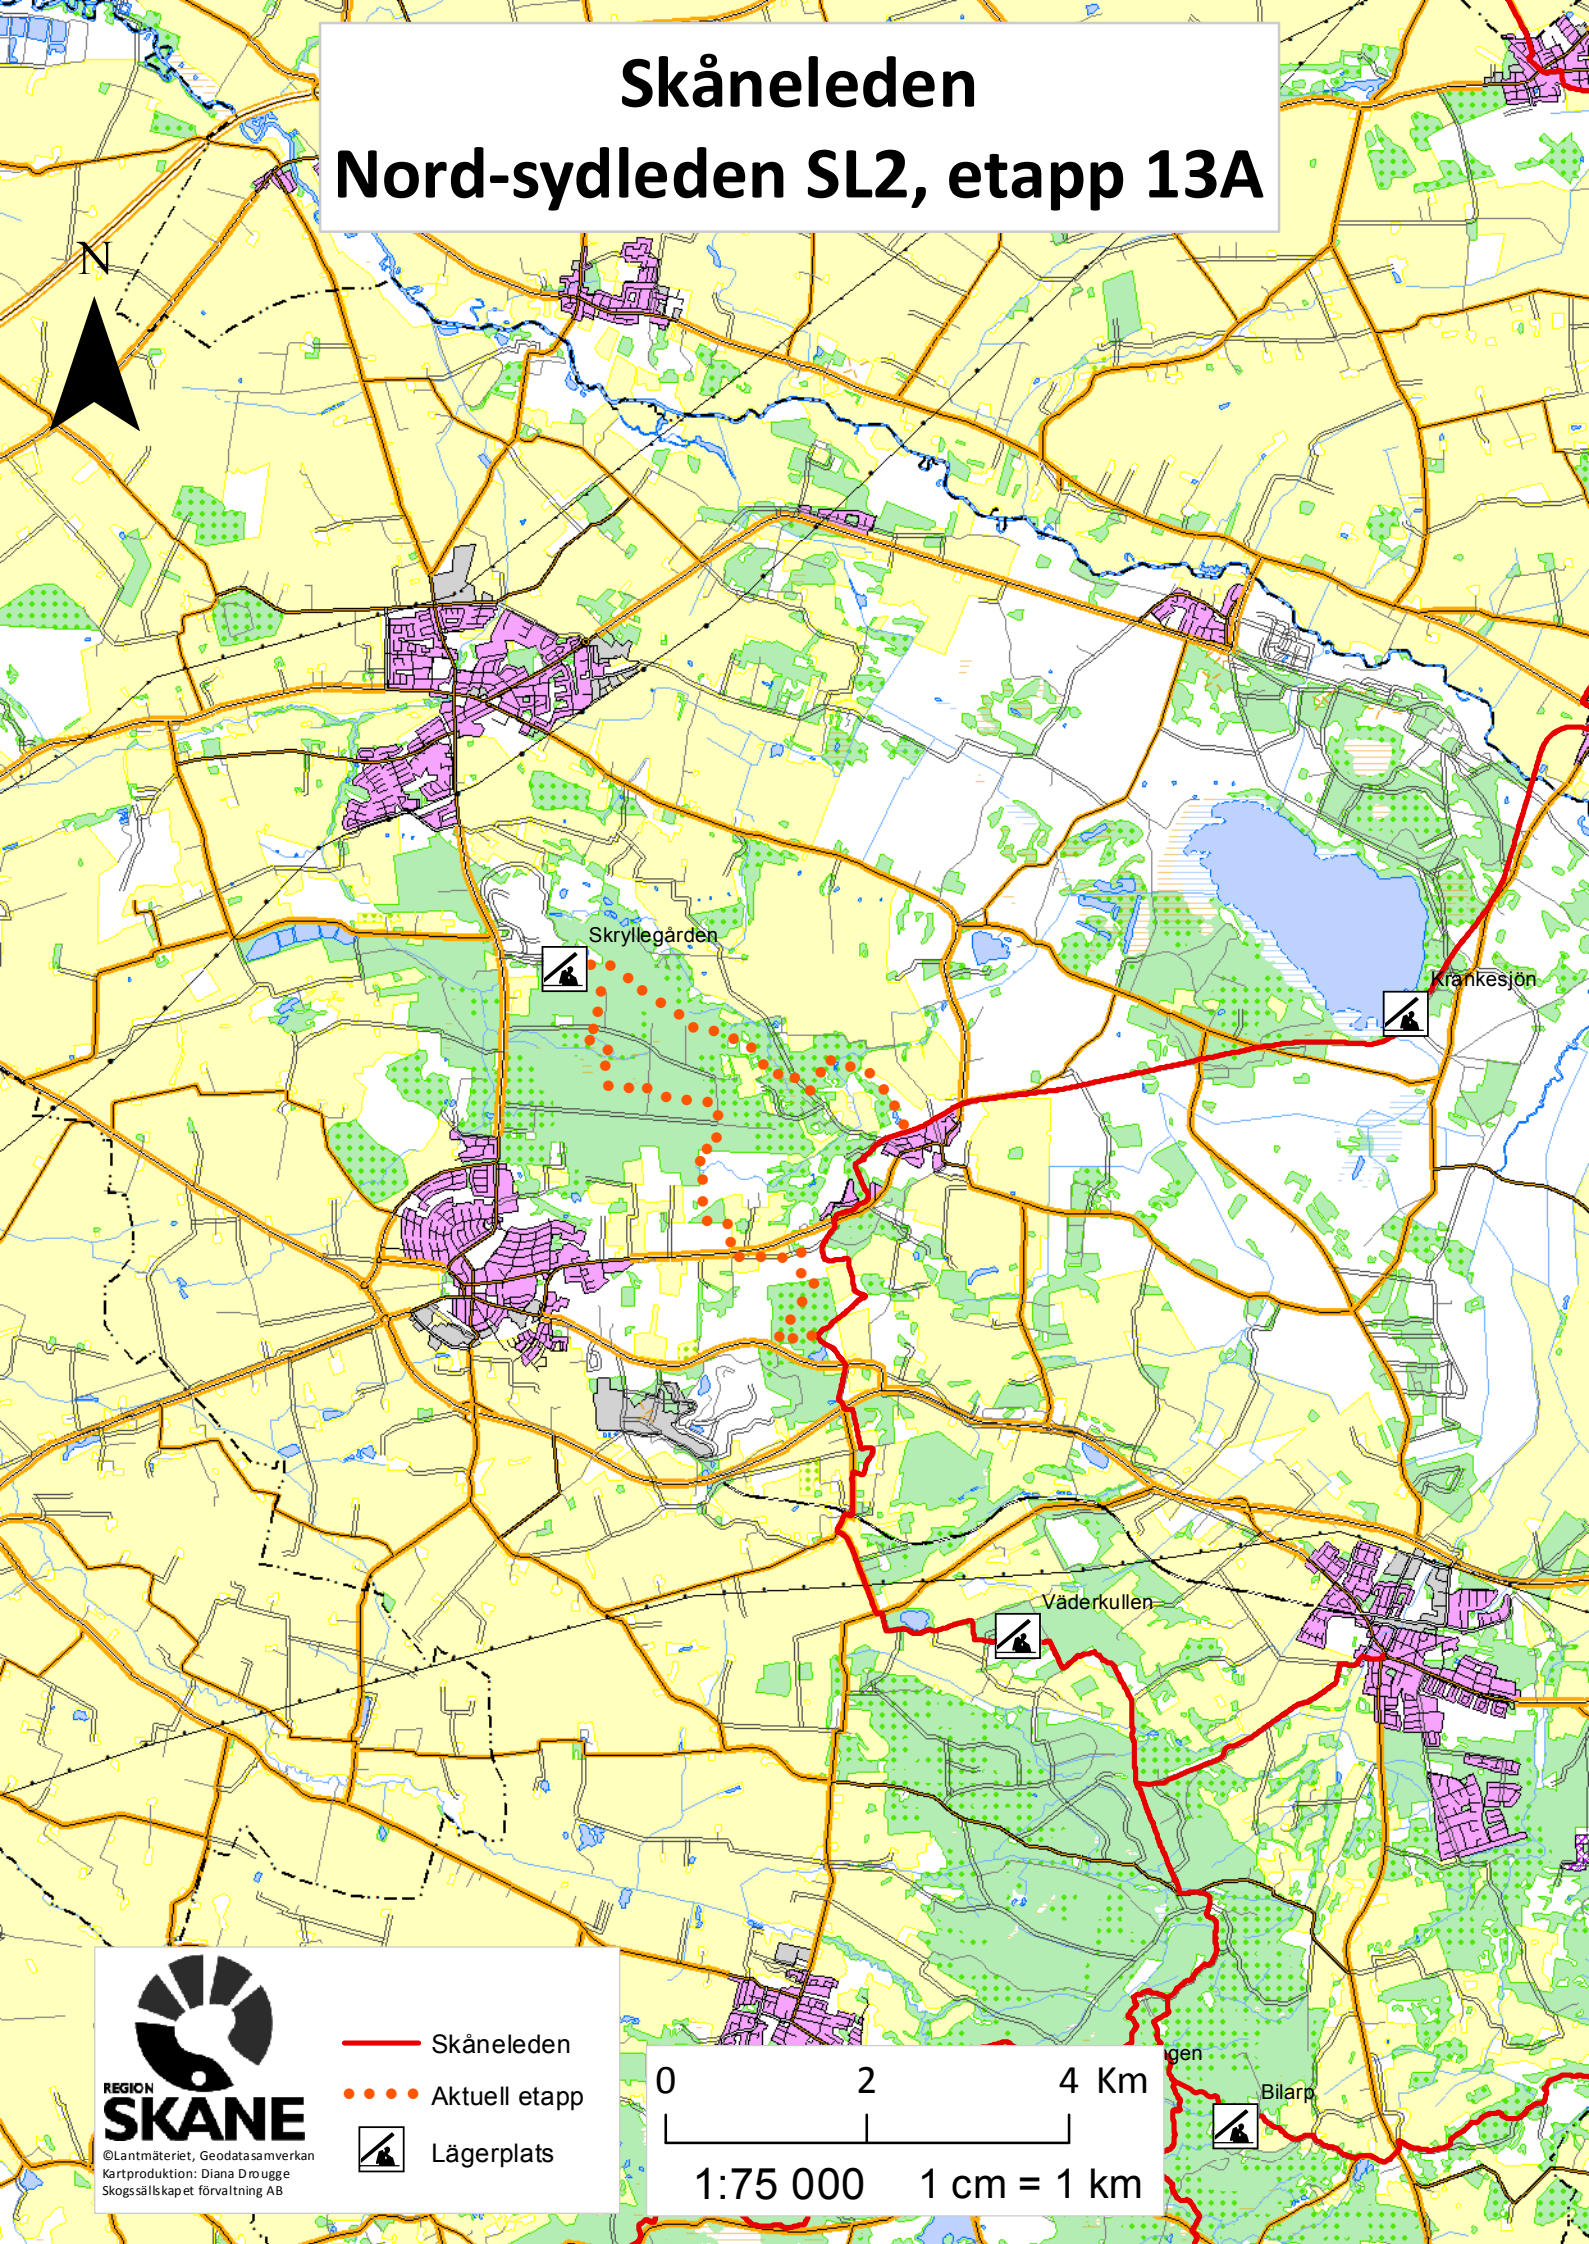 Skåneleden
Nord-sydleden SL2, etapp 13A
N
Skryllegården
Krankesjön
Väderkullen
gen
Bilarp
REGION
SKÅNE
©Lantmäteriet, Geodatasamverkan
Kartproduktion: Diana Drougge
Skogssällskapet förvaltning AB
Skåneleden
Aktuell etapp
Lägerplats
0 2 4 Km
1:75 000 1 cm = 1 km